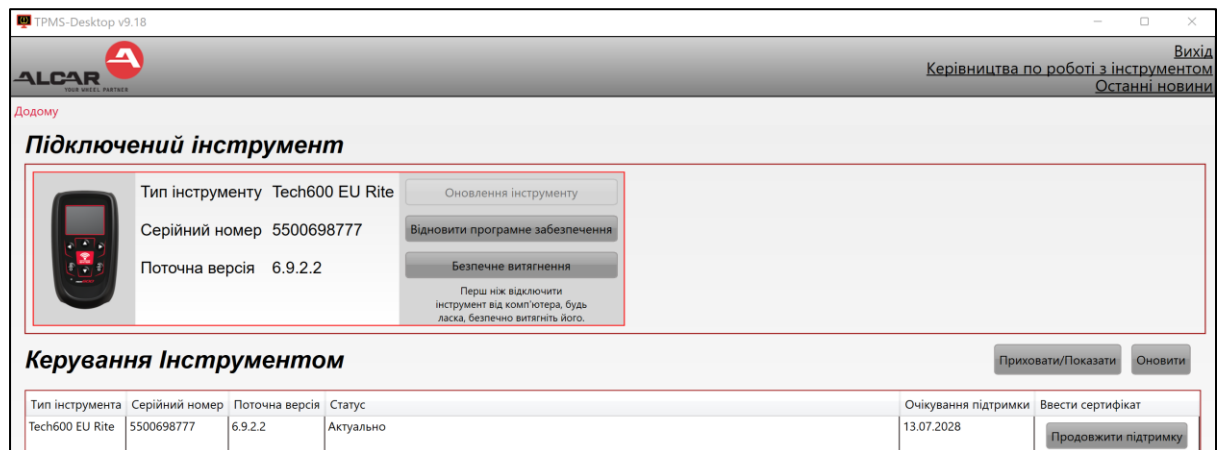 TPMS-Desktop v9.18
ALCAR
YOUR WHEEL PARTNER
Вихід
Керівництва по роботі з інструментом
Останні новини
Додому
Підключений інструмент
Тип інструменту Tech600 EU Rite
Оновлення інструменту
Серійний номер 5500698777
Відновити програмне забезпечення
Поточна версія 6.9.2.2
Безпечне витягнення
Перш ніж відключити
інструмент від комп'ютера, будь
ласка, безпечно витягніть його.
Керування Інструментом
Приховати/Показати Оновити
Тип інструмента Серійний номер Поточна версія Статус Очікування підтримки Ввести сертифікат
Tech600 EU Rite 5500698777 6.9.2.2 Актуально 13.07.2028 Продовжити підтримку